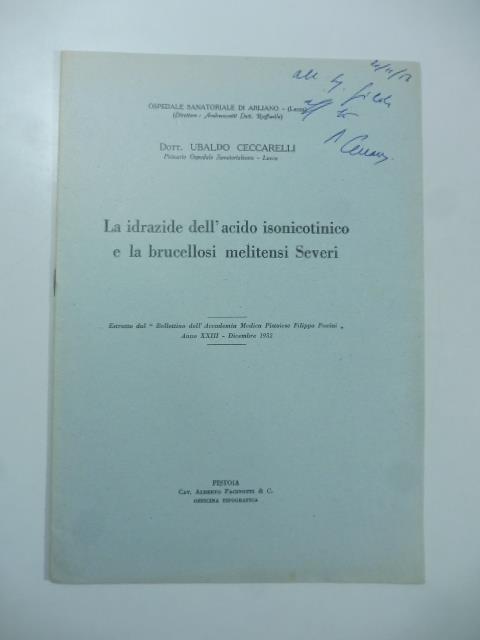 OSPEDALE SANATORIALE DI ARLIANO - (Lucca)
(Direttore: Andreuccetti Dott. Raffaello)
DOTT. UBALDO CECCARELLI
Primario Ospedale Sanatorialeano - Lucca
La idrazide dell'acido isonicotinico
e la brucellosi melitensi Severi
Estratto dal "Bollettino dell'Accademia Medica Pistoiese Filippo Pacini„
Anno XXIII - Dicembre 1952
PISTOIA
CAV. ALBERTO PACINOTTI & C.
OFFICINA TIPOGRAFICA